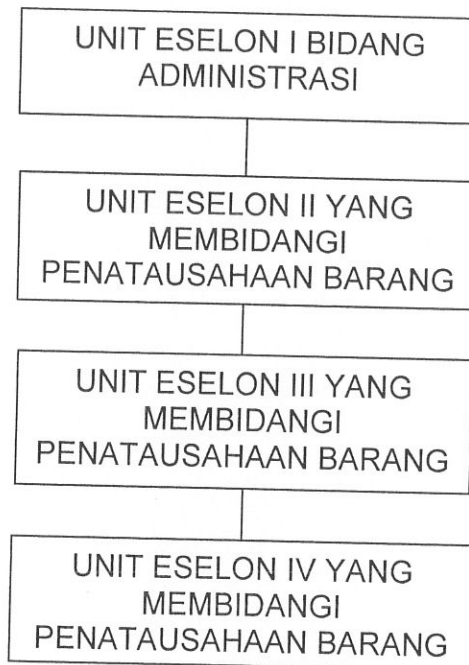 UNIT ESELON I BIDANG
ADMINISTRASI
UNIT ESELON II YANG
MEMBIDANGI
PENATAUSAHAAN BARANG
UNIT ESELON III YANG
MEMBIDANGI
PENATAUSAHAAN BARANG
UNIT ESELON IV YANG
MEMBIDANGI
PENATAUSAHAAN BARANG